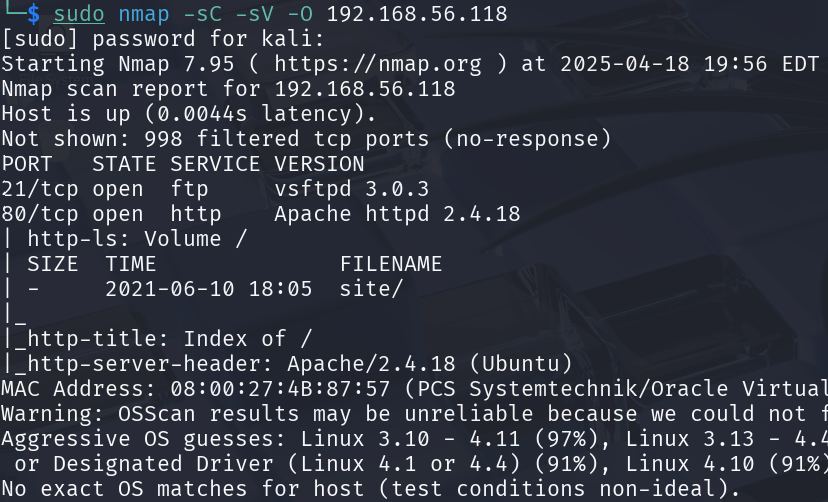 └─$ sudo nmap -sC -sV -O 192.168.56.118
[sudo] password for kali:
Starting Nmap 7.95 ( https://nmap.org ) at 2025-04-18 19:56 EDT
Nmap scan report for 192.168.56.118
Host is up (0.0044s latency).
Not shown: 998 filtered tcp ports (no-response)
PORT   STATE SERVICE VERSION
21/tcp open  ftp     vsftpd 3.0.3
80/tcp open  http    Apache httpd 2.4.18
| http-ls: Volume /
| SIZE  TIME              FILENAME
| -     2021-06-10 18:05  site/
|_
|_http-title: Index of /
|_http-server-header: Apache/2.4.18 (Ubuntu)
MAC Address: 08:00:27:4B:87:57 (PCS Systemtechnik/Oracle Virtual
Warning: OSScan results may be unreliable because we could not f
Aggressive OS guesses: Linux 3.10 - 4.11 (97%), Linux 3.13 - 4.4
 or Designated Driver (Linux 4.1 or 4.4) (91%), Linux 4.10 (91%)
No exact OS matches for host (test conditions non-ideal).